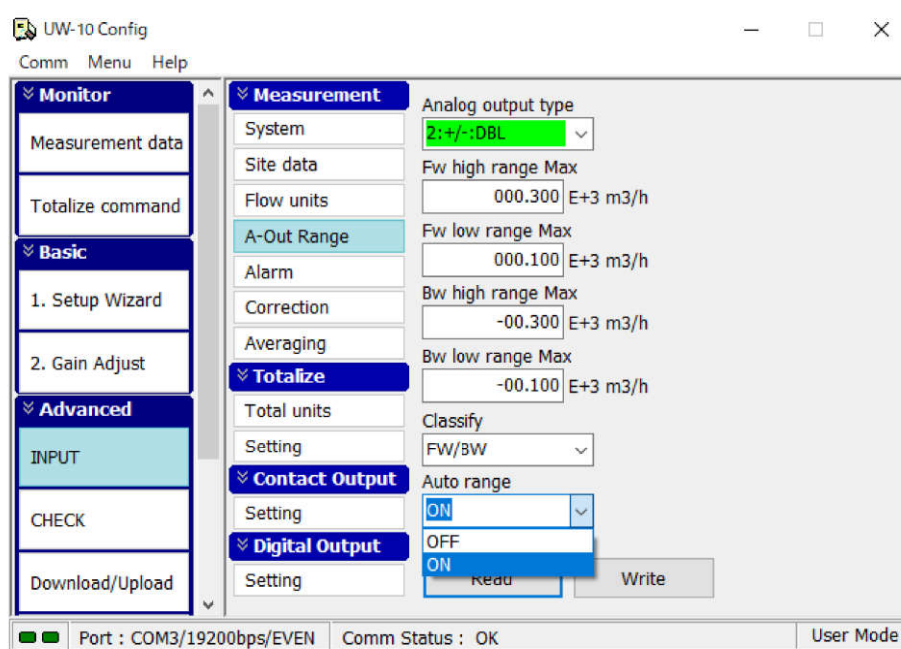 UW-10 Config
Comm Menu Help
Monitor
Measurement data
Totalize command
Basic
1. Setup Wizard
2. Gain Adjust
Advanced
INPUT
CHECK
Download/Upload
Measurement
System
Site data
Flow units
A-Out Range
Alarm
Correction
Averaging
Totalize
Total units
Setting
Contact Output
Setting
Digital Output
Setting
Analog output type
2:+/-:DBL
Fw high range Max
000.300 E+3 m3/h
Fw low range Max
000.100 E+3 m3/h
Bw high range Max
-00.300 E+3 m3/h
Bw low range Max
-00.100 E+3 m3/h
Classify
FW/BW
Auto range
ON
OFF
ON
Read Write
Port : COM3/19200bps/EVEN Comm Status : OK User Mode